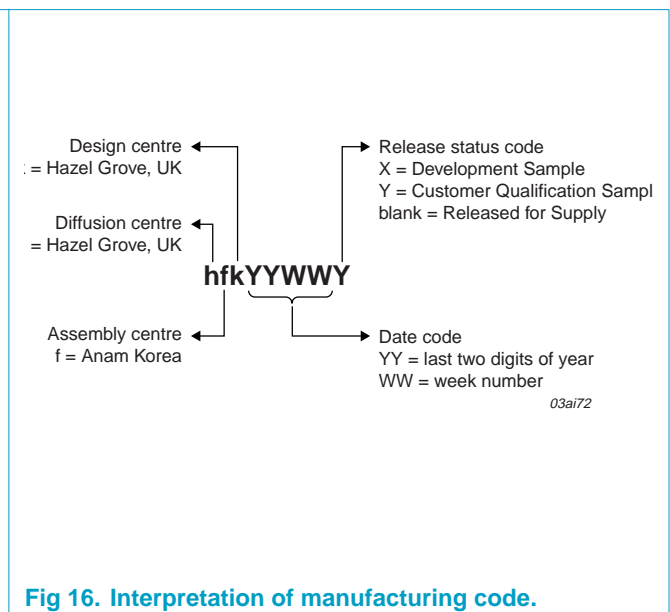 Design centre
: = Hazel Grove, UK
Diffusion centre
= Hazel Grove, UK
Assembly centre
f = Anam Korea
hfkYYWWY
Release status code
X = Development Sample
Y = Customer Qualification Sampl
blank = Released for Supply
Date code
YY = last two digits of year
WW = week number
03ai72
Fig 16. Interpretation of manufacturing code.